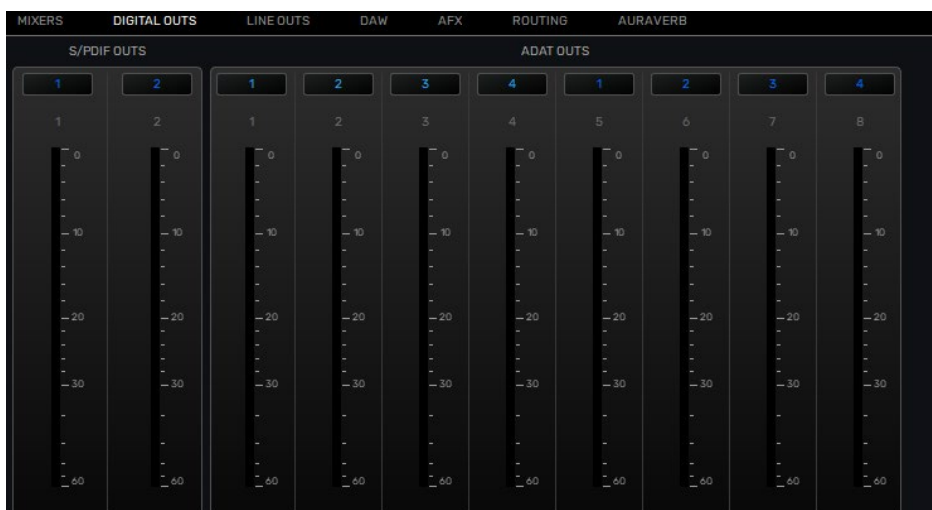 MIXERS DIGITAL OUTS LINE OUTS DAW AFX ROUTING AURAVERB
S/PDIF OUTS ADAT OUTS
1 2 1 2 3 4 1 2 3 4
1 2 1 2 3 4 5 6 7 8
0 0 0 0 0 0 0 0 0 0
10 10 10 10 10 10 10 10 10 10
20 20 20 20 20 20 20 20 20 20
30 30 30 30 30 30 30 30 30 30
60 60 60 60 60 60 60 60 60 60